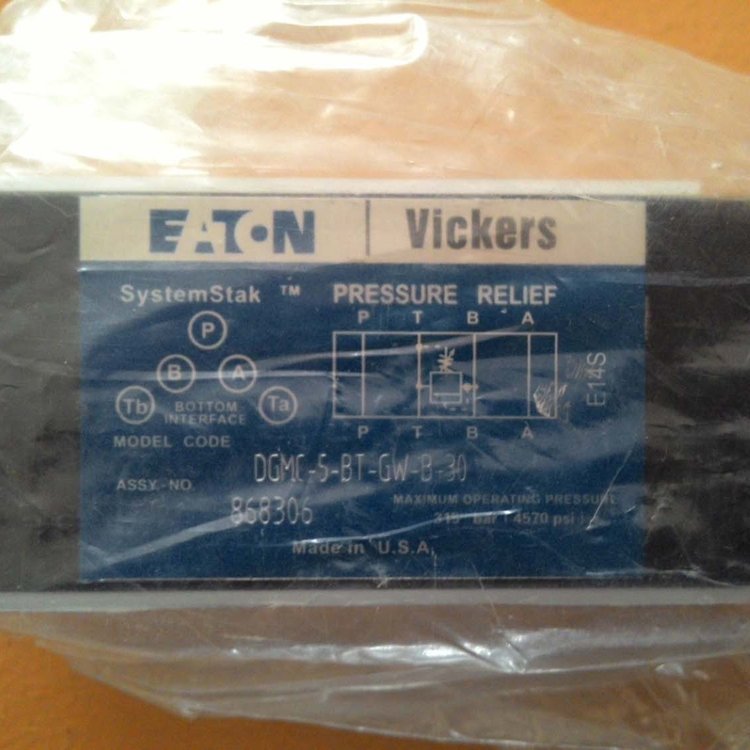 EATON | Vickers
SystemStak ™ PRESSURE RELIEF
P T B A
P
B A
Tb BOTTOM INTERFACE Ta
E14S
P T B A
MODEL CODE
DGMC-5-BT-GW-B-30
ASSY. NO.
868306
MAXIMUM OPERATING PRESSURE
315 bar ( 4570 psi )
Made in U.S.A.